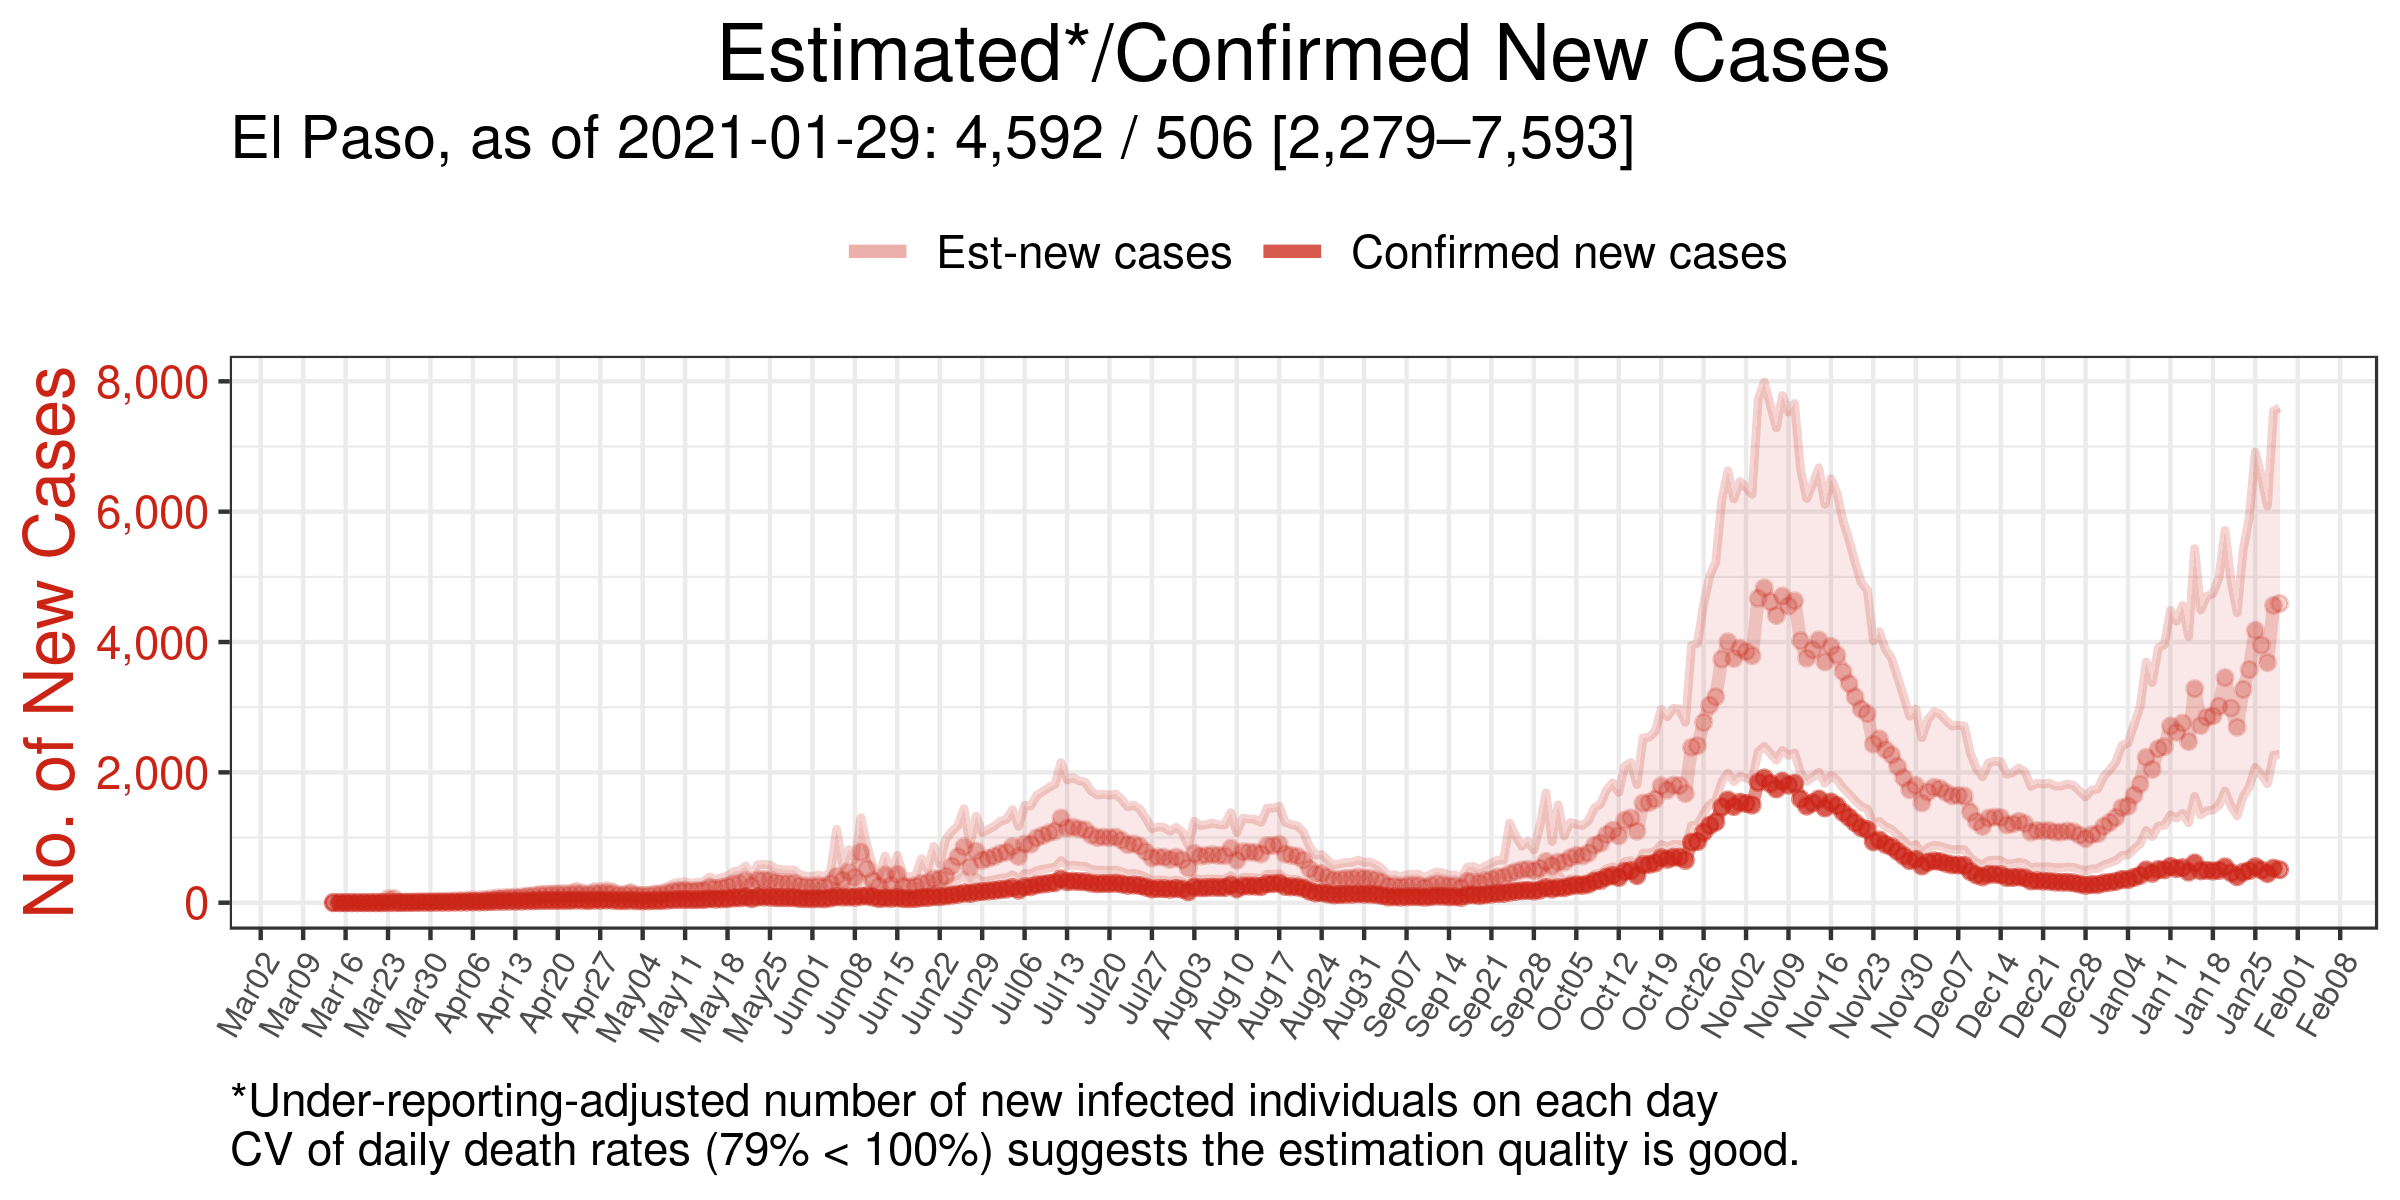 Estimated*/Confirmed New Cases
El Paso, as of 2021-01-29: 4,592 / 506 [2,279–7,593]
Est-new cases Confirmed new cases
No. of New Cases
8,000
6,000
4,000
2,000
0
Mar02 Mar09 Mar16 Mar23 Mar30 Apr06 Apr13 Apr20 Apr27 May04 May11 May18 May25 Jun01 Jun08 Jun15 Jun22 Jun29 Jul06 Jul13 Jul20 Jul27 Aug03 Aug10 Aug17 Aug24 Aug31 Sep07 Sep14 Sep21 Sep28 Oct05 Oct12 Oct19 Oct26 Nov02 Nov09 Nov16 Nov23 Nov30 Dec07 Dec14 Dec21 Dec28 Jan04 Jan11 Jan18 Jan25 Feb01 Feb08
*Under-reporting-adjusted number of new infected individuals on each day
CV of daily death rates (79% < 100%) suggests the estimation quality is good.